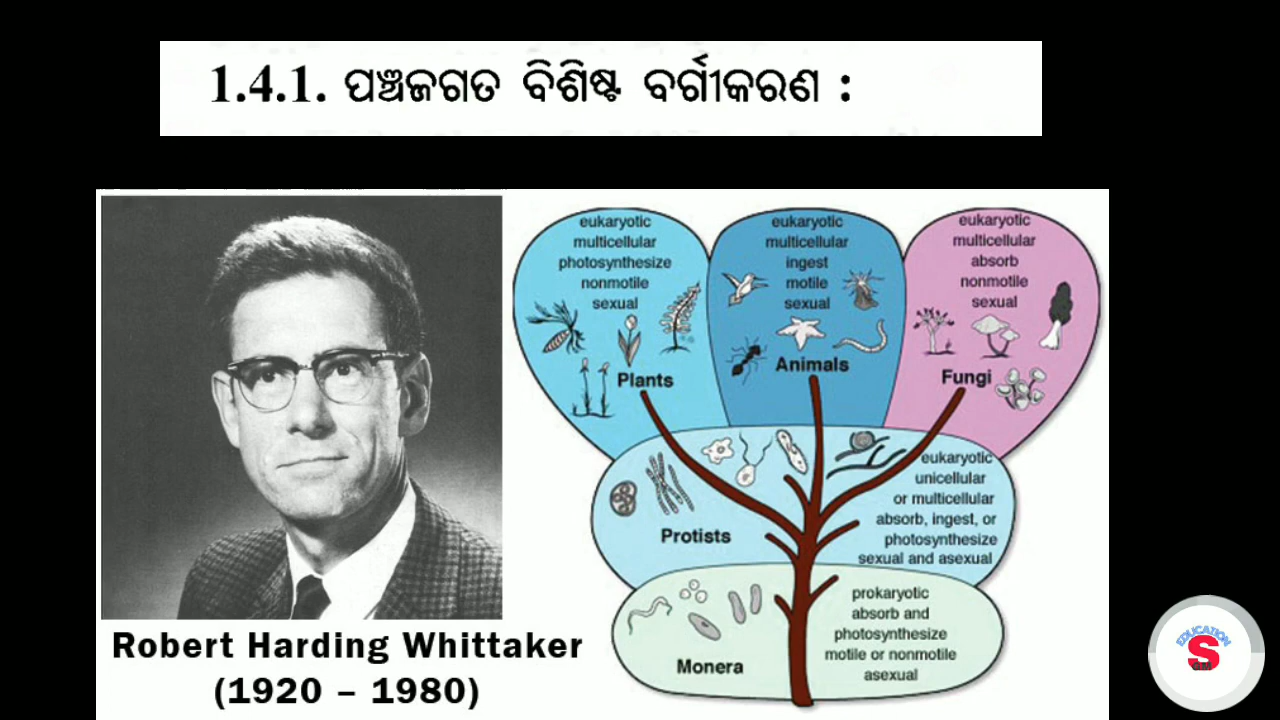 1.4.1. ପଞ୍ଚଜଗତ ବିଶିଷ୍ଟ ବର୍ଗୀକରଣ :
eukaryotic
multicellular
photosynthesize
nonmotile
sexual
Plants
eukaryotic
multicellular
ingest
motile
sexual
Animals
eukaryotic
multicellular
absorb
nonmotile
sexual
Fungi
Protists
eukaryotic
unicellular
or multicellular
absorb, ingest, or
photosynthesize
sexual and asexual
Monera
prokaryotic
absorb and
photosynthesize
motile or nonmotile
asexual
Robert Harding Whittaker
(1920 – 1980)
EDUCATION
S
GM